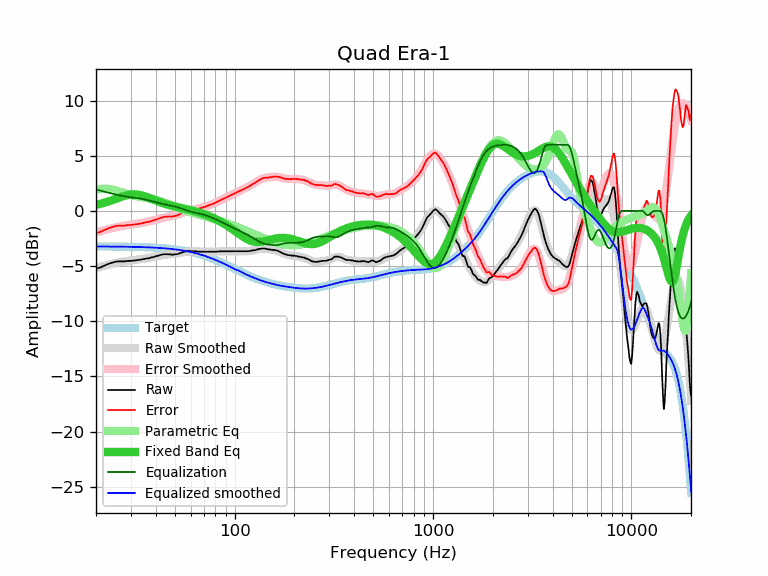 Quad Era-1
Amplitude (dBr)
10
5
0
−5
−10
−15
−20
−25
Target
Raw Smoothed
Error Smoothed
Raw
Error
Parametric Eq
Fixed Band Eq
Equalization
Equalized smoothed
100
1000
10000
Frequency (Hz)